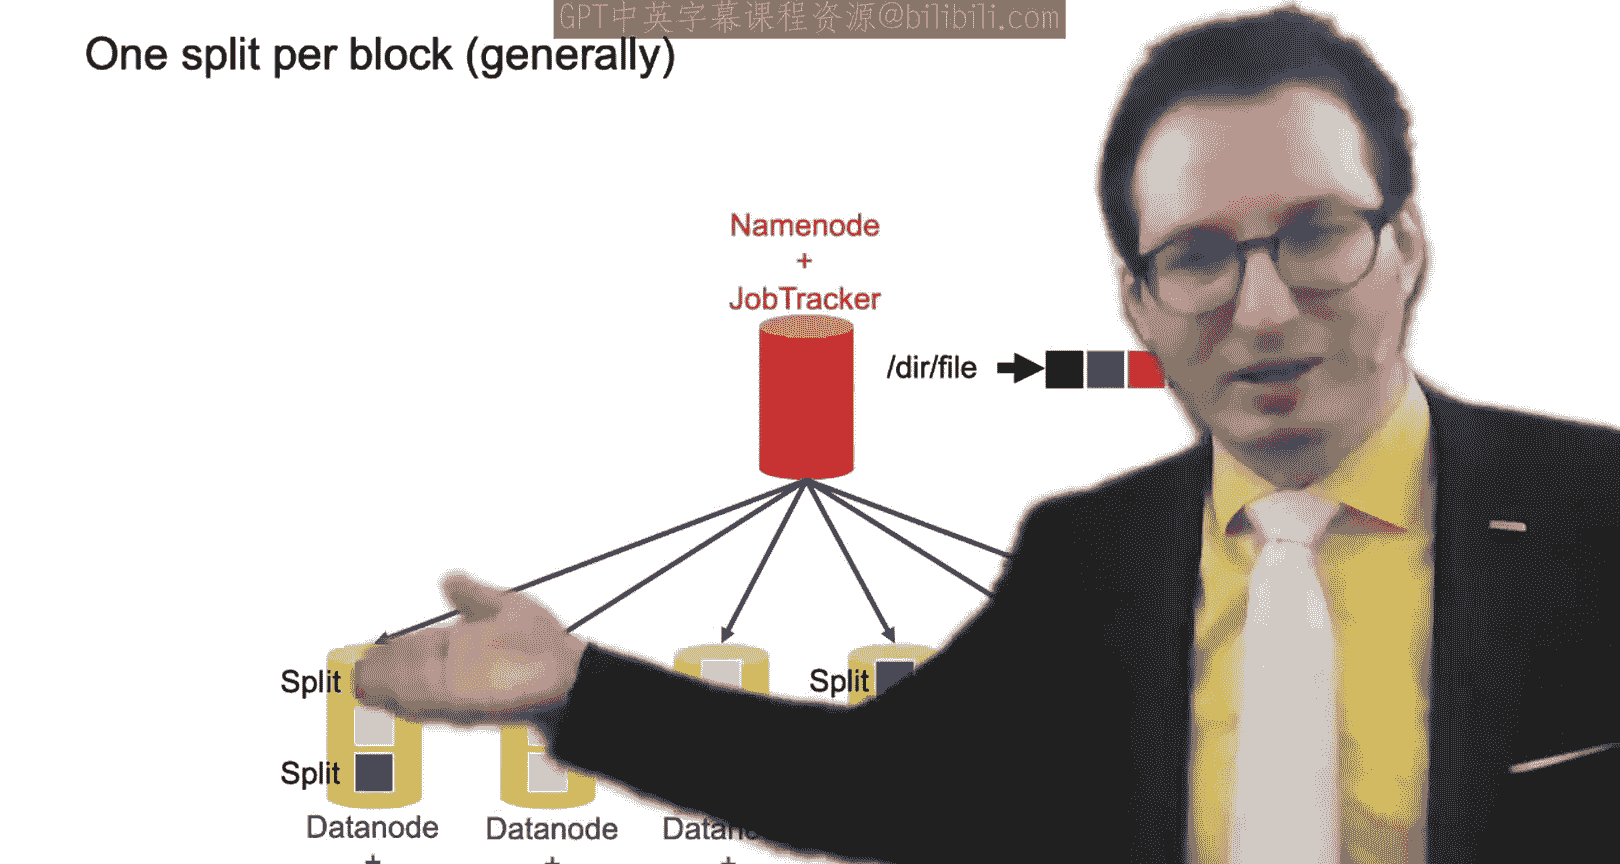 GPT中英字幕课程资源@bilibili.com
One split per block (generally)
Namenode
+
JobTracker
/dir/file
Split
Split
Split
Datanode
Datanode
+
+
+